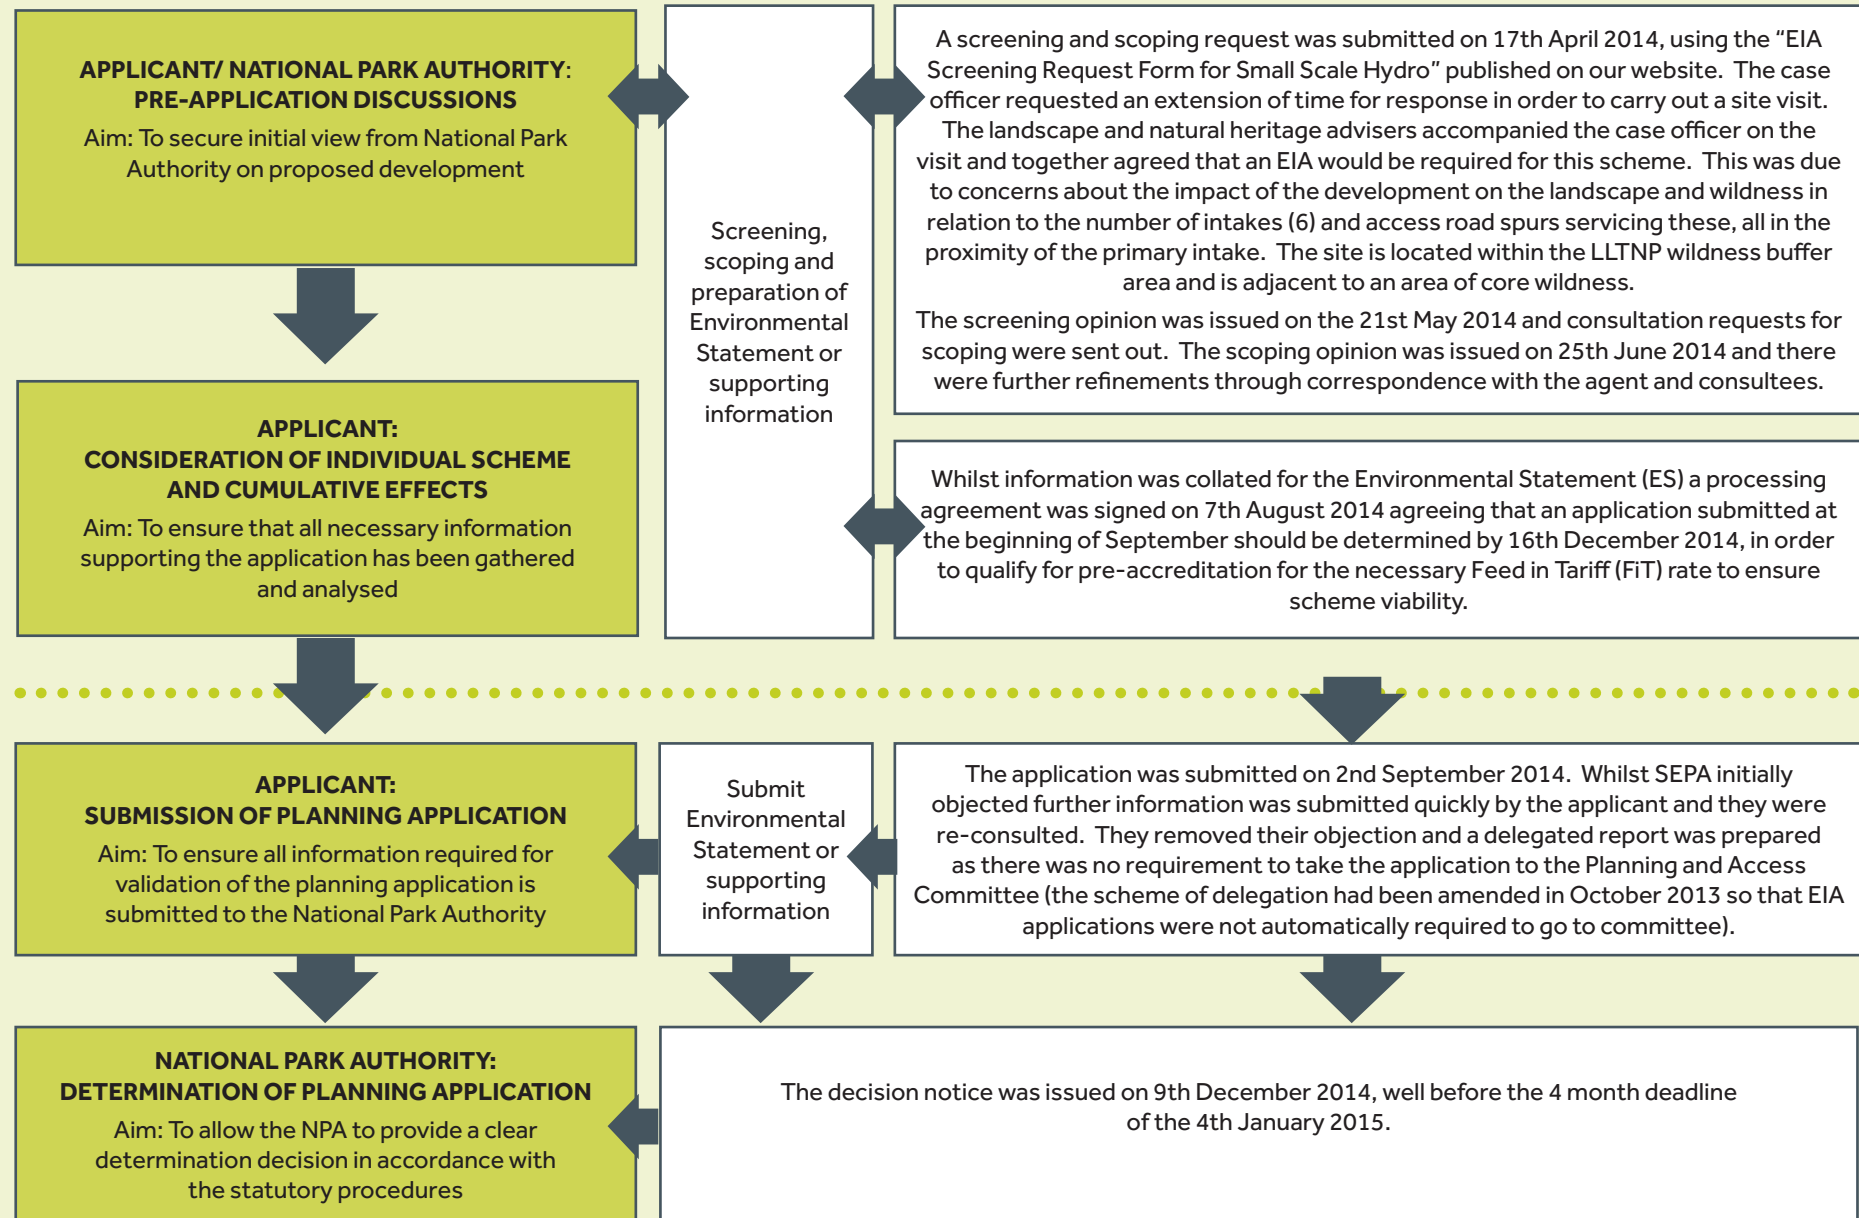 APPLICANT/ NATIONAL PARK AUTHORITY:
PRE-APPLICATION DISCUSSIONS
Aim: To secure initial view from National Park
Authority on proposed development
Screening,
scoping and
preparation of
Environmental
Statement or
supporting
information
A screening and scoping request was submitted on 17th April 2014, using the “EIA
Screening Request Form for Small Scale Hydro” published on our website. The case
officer requested an extension of time for response in order to carry out a site visit.
The landscape and natural heritage advisers accompanied the case officer on the
visit and together agreed that an EIA would be required for this scheme. This was due
to concerns about the impact of the development on the landscape and wildness in
relation to the number of intakes (6) and access road spurs servicing these, all in the
proximity of the primary intake. The site is located within the LLTNP wildness buffer
area and is adjacent to an area of core wildness.
The screening opinion was issued on the 21st May 2014 and consultation requests for
scoping were sent out. The scoping opinion was issued on 25th June 2014 and there
were further refinements through correspondence with the agent and consultees.
APPLICANT:
CONSIDERATION OF INDIVIDUAL SCHEME
AND CUMULATIVE EFFECTS
Aim: To ensure that all necessary information
supporting the application has been gathered
and analysed
Whilst information was collated for the Environmental Statement (ES) a processing
agreement was signed on 7th August 2014 agreeing that an application submitted at
the beginning of September should be determined by 16th December 2014, in order
to qualify for pre-accreditation for the necessary Feed in Tariff (FiT) rate to ensure
scheme viability.
APPLICANT:
SUBMISSION OF PLANNING APPLICATION
Aim: To ensure all information required for
validation of the planning application is
submitted to the National Park Authority
Submit
Environmental
Statement or
supporting
information
The application was submitted on 2nd September 2014. Whilst SEPA initially
objected further information was submitted quickly by the applicant and they were
re-consulted. They removed their objection and a delegated report was prepared
as there was no requirement to take the application to the Planning and Access
Committee (the scheme of delegation had been amended in October 2013 so that EIA
applications were not automatically required to go to committee).
NATIONAL PARK AUTHORITY:
DETERMINATION OF PLANNING APPLICATION
Aim: To allow the NPA to provide a clear
determination decision in accordance with
the statutory procedures
The decision notice was issued on 9th December 2014, well before the 4 month deadline
of the 4th January 2015.